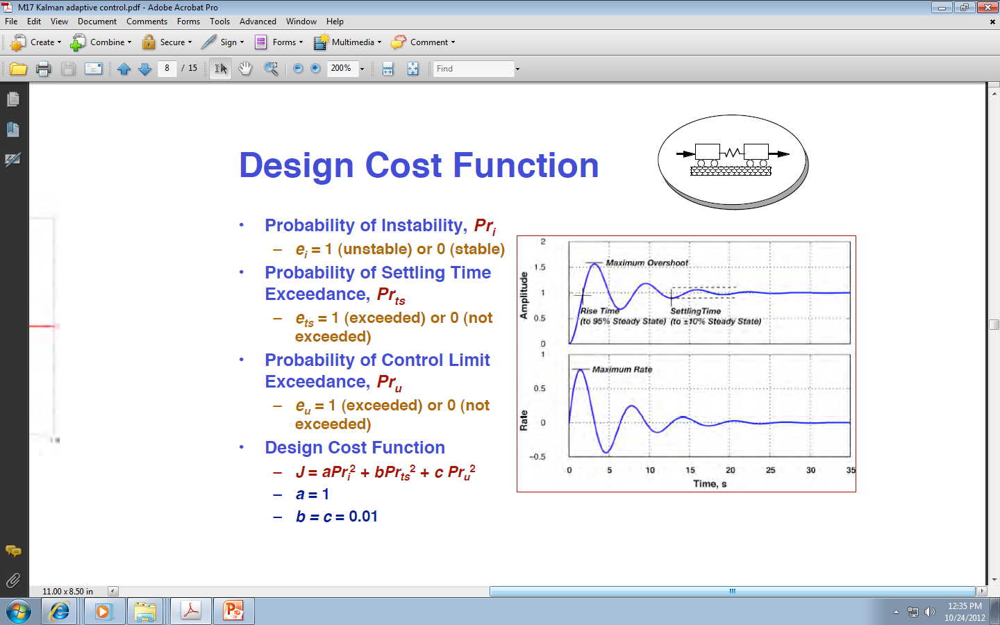 M17 Kalman adaptive control.pdf - Adobe Acrobat Pro
File Edit View Document Comments Forms Tools Advanced Window Help
Create Combine Secure Sign Forms Multimedia Comment
8 / 15 200% Find
Design Cost Function
• Probability of Instability, Pri
– ei = 1 (unstable) or 0 (stable)
• Probability of Settling Time
Exceedance, Prts
– ets = 1 (exceeded) or 0 (not
exceeded)
• Probability of Control Limit
Exceedance, Pru
– eu = 1 (exceeded) or 0 (not
exceeded)
• Design Cost Function
– J = aPri² + bPrts² + c Pru²
– a = 1
– b = c = 0.01
2
1.5
1
0.5
0
Amplitude
Maximum Overshoot
Rise Time
(to 95% Steady State)
SettlingTime
(to ±10% Steady State)
1
0.5
0
–0.5
Rate
Maximum Rate
0 5 10 15 20 25 30 35
Time, s
11.00 x 8.50 in
12:35 PM
10/24/2012